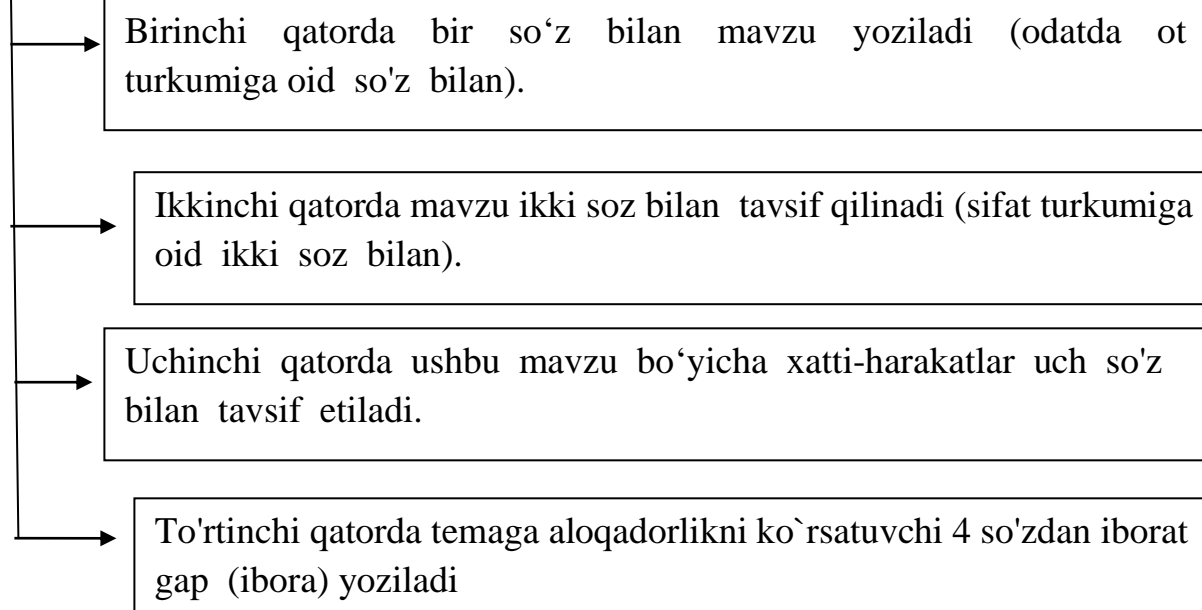 Birinchi qatorda bir so‘z bilan mavzu yoziladi (odatda ot
turkumiga oid so'z bilan).
Ikkinchi qatorda mavzu ikki soz bilan tavsif qilinadi (sifat turkumiga
oid ikki soz bilan).
Uchinchi qatorda ushbu mavzu bo‘yicha xatti-harakatlar uch so'z
bilan tavsif etiladi.
To'rtinchi qatorda temaga aloqadorlikni ko`rsatuvchi 4 so'zdan iborat
gap (ibora) yoziladi